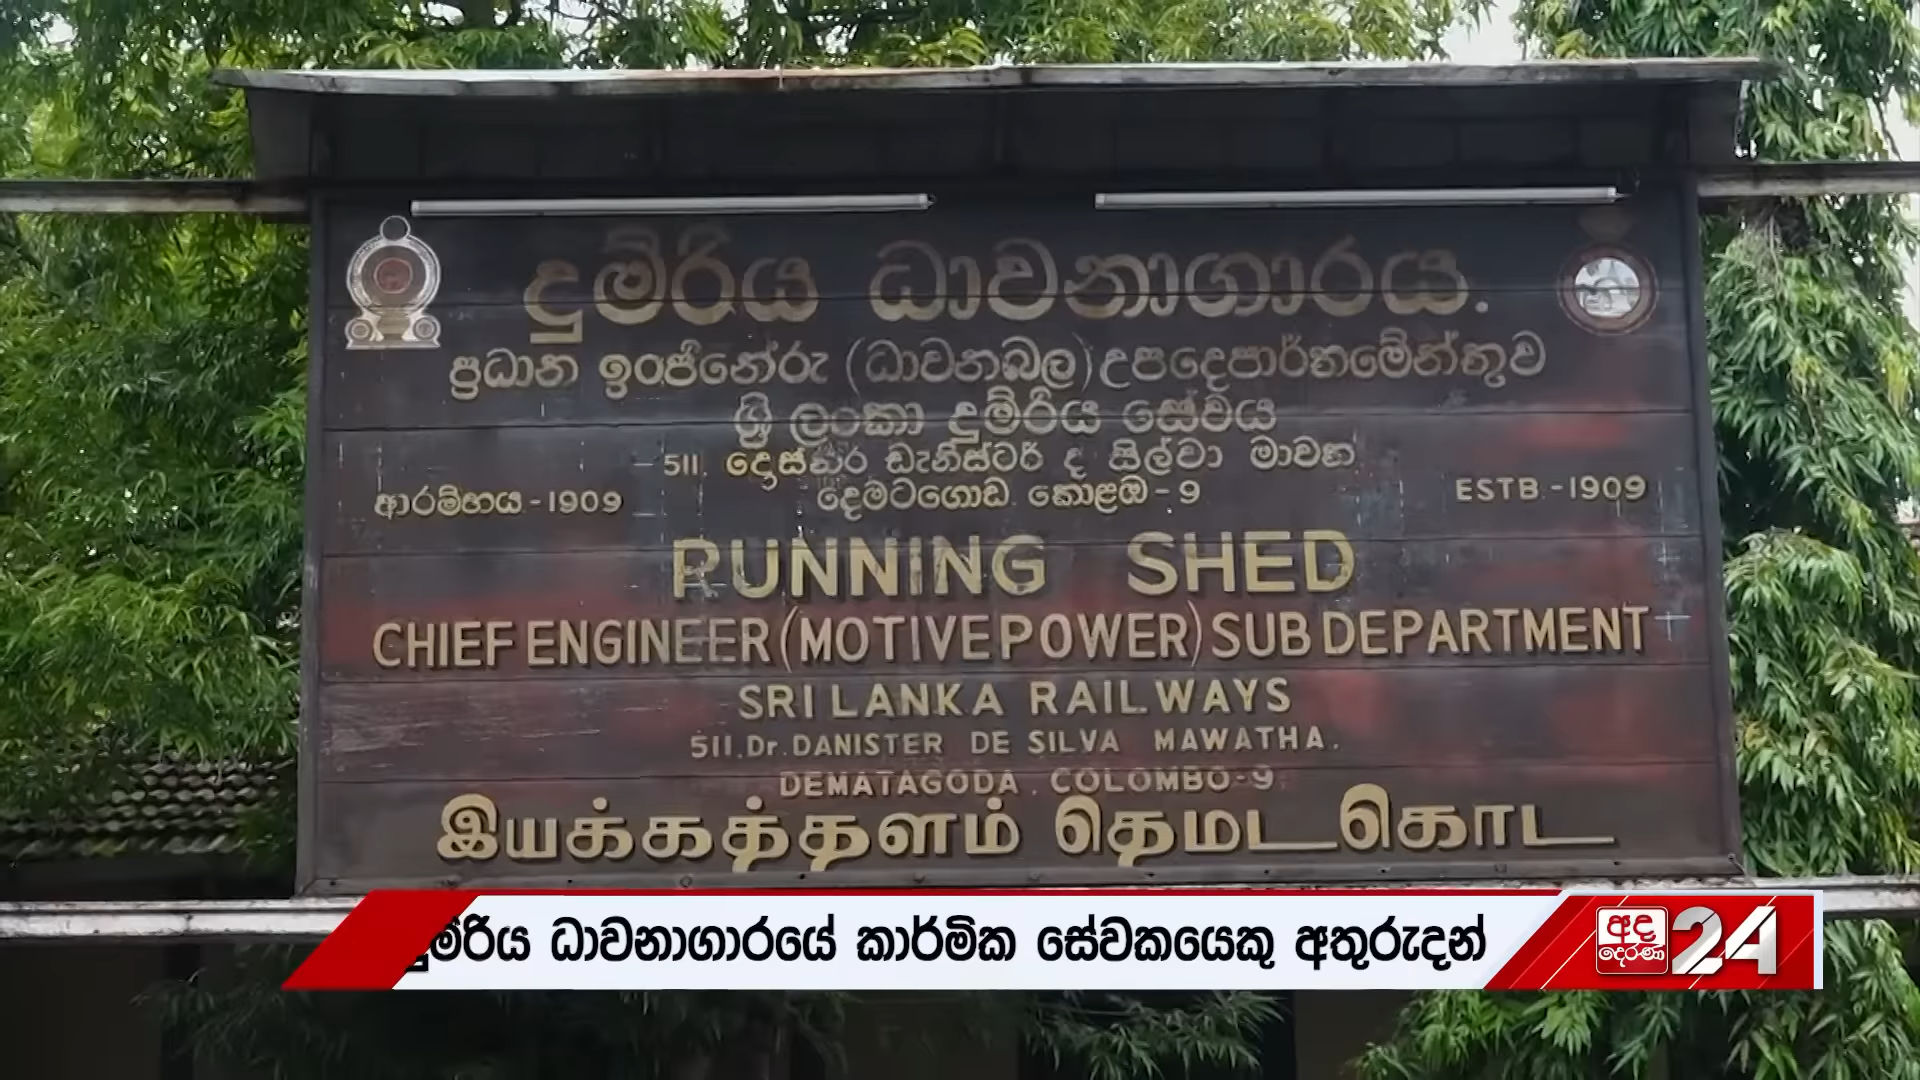 දුම්රිය ධාවනාගාරය.
ප්‍රධාන ඉංජිනේරු (ධාවනබල) උපදෙපාර්තමේන්තුව
ශ්‍රී ලංකා දුම්රිය සේවය
511. දොස්තර ඩැනිස්ටර් ද සිල්වා මාවත
දෙමටගොඩ කොළඹ - 9
ආරම්භය - 1909
ESTB. - 1909
RUNNING SHED
CHIEF ENGINEER (MOTIVE POWER) SUB DEPARTMENT
SRI LANKA RAILWAYS
511. Dr. DANISTER DE SILVA MAWATHA.
DEMATAGODA. COLOMBO - 9.
இயக்கத்தளம் தெமடகொட
දුම්රිය ධාවනාගාරයේ කාර්මික සේවකයෙකු අතුරුදන්
අද දෙරණ 24